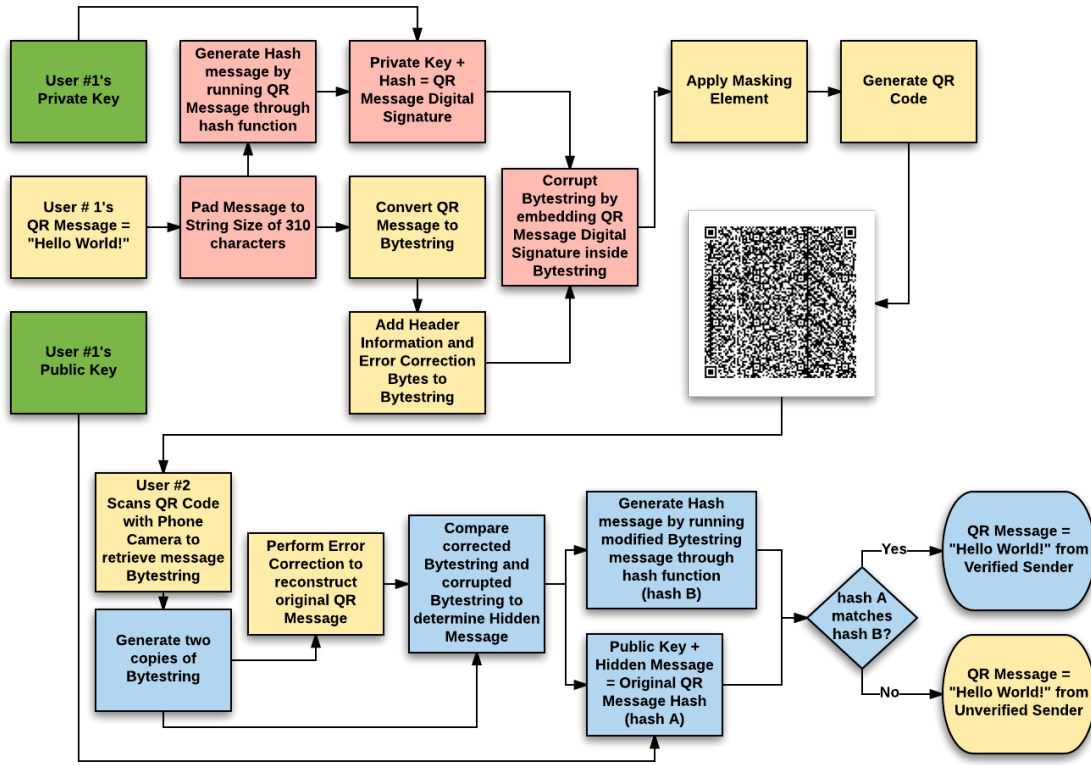 User #1's
Private Key
Generate Hash
message by
running QR
Message through
hash function
Private Key +
Hash = QR
Message Digital
Signature
Apply Masking
Element
Generate QR
Code
User # 1's
QR Message =
"Hello World!"
Pad Message to
String Size of 310
characters
Convert QR
Message to
Bytestring
Corrupt
Bytestring by
embedding QR
Message Digital
Signature inside
Bytestring
User #1's
Public Key
Add Header
Information and
Error Correction
Bytes to
Bytestring
User #2
Scans QR Code
with Phone
Camera to
retrieve message
Bytestring
Generate two
copies of
Bytestring
Perform Error
Correction to
reconstruct
original QR
Message
Compare
corrected
Bytestring and
corrupted
Bytestring to
determine Hidden
Message
Generate Hash
message by running
modified Bytestring
message through
hash function
(hash B)
Public Key +
Hidden Message
= Original QR
Message Hash
(hash A)
hash A
matches
hash B?
Yes
No
QR Message =
"Hello World!" from
Verified Sender
QR Message =
"Hello World!" from
Unverified Sender